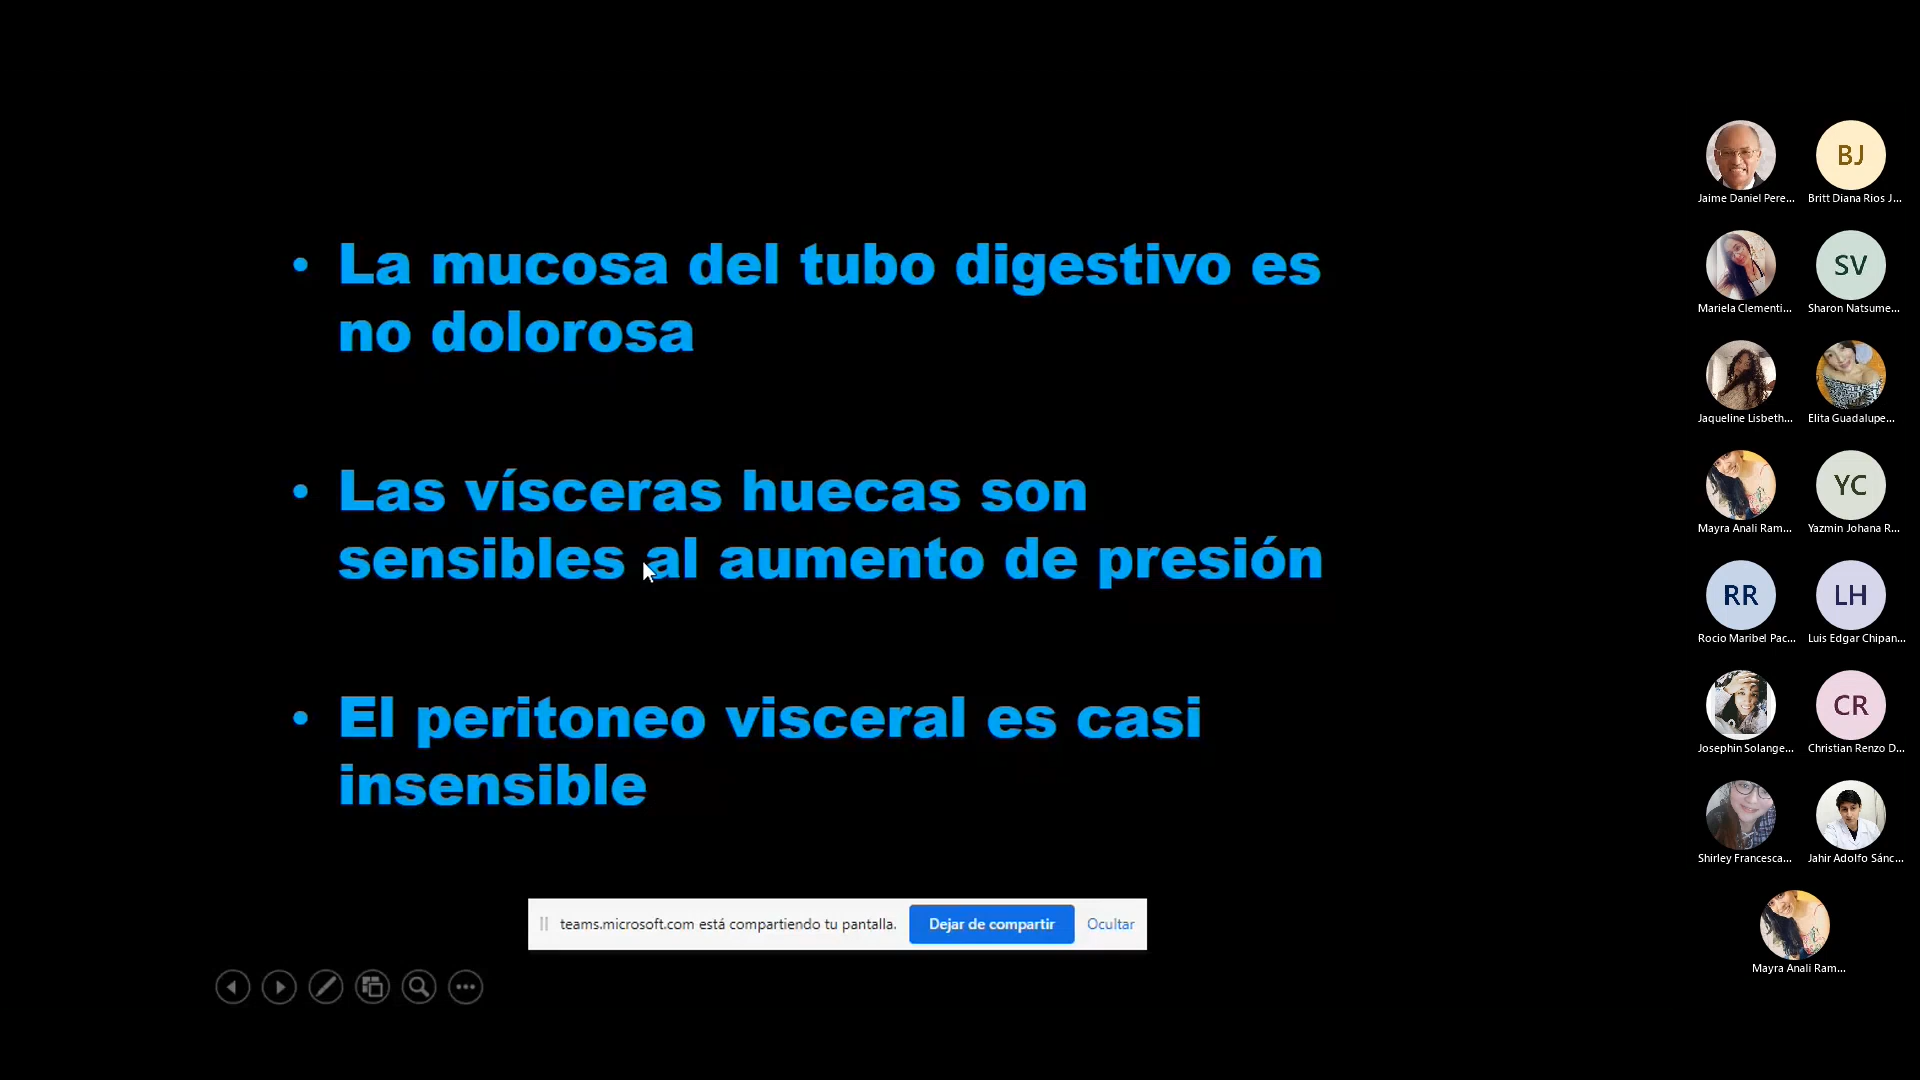 • La mucosa del tubo digestivo es
no dolorosa
• Las vísceras huecas son
sensibles al aumento de presión
• El peritoneo visceral es casi
insensible
teams.microsoft.com está compartiendo tu pantalla. Dejar de compartir Ocultar
BJ
Jaime Daniel Pere... Britt Diana Rios J...
SV
Mariela Clementi... Sharon Natsume...
Jaqueline Lisbeth... Elita Guadalupe...
YC
Mayra Anali Ram... Yazmin Johana R...
RR LH
Rocio Maribel Pac... Luis Edgar Chipan...
CR
Josephin Solange... Christian Renzo D...
Shirley Francesca... Jahir Adolfo Sánc...
Mayra Anali Ram...